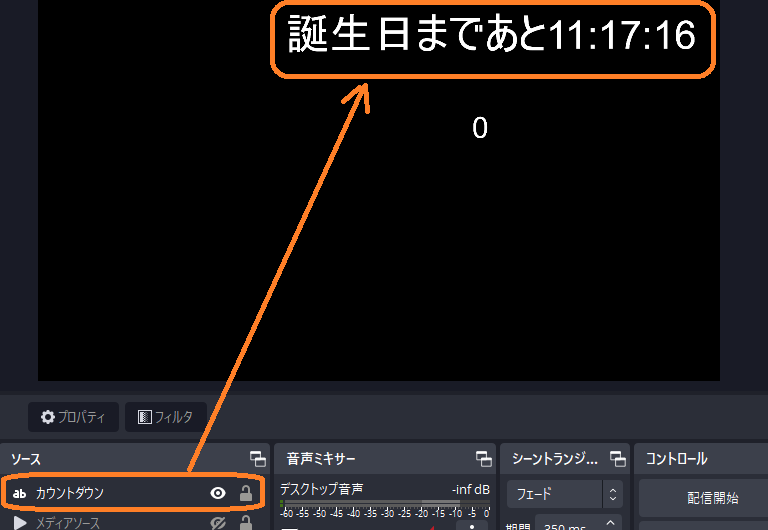 誕生日まであと11:17:16
0
プロパティ
フィルタ
ソース
カウントダウン
メディアソース
音声ミキサー
デスクトップ音声
-inf dB
-60 -55 -50 -45 -40 -35 -30 -25 -20 -15 -10 -5 0
シーントランジ...
フェード
期間
350 ms
コントロール
配信開始